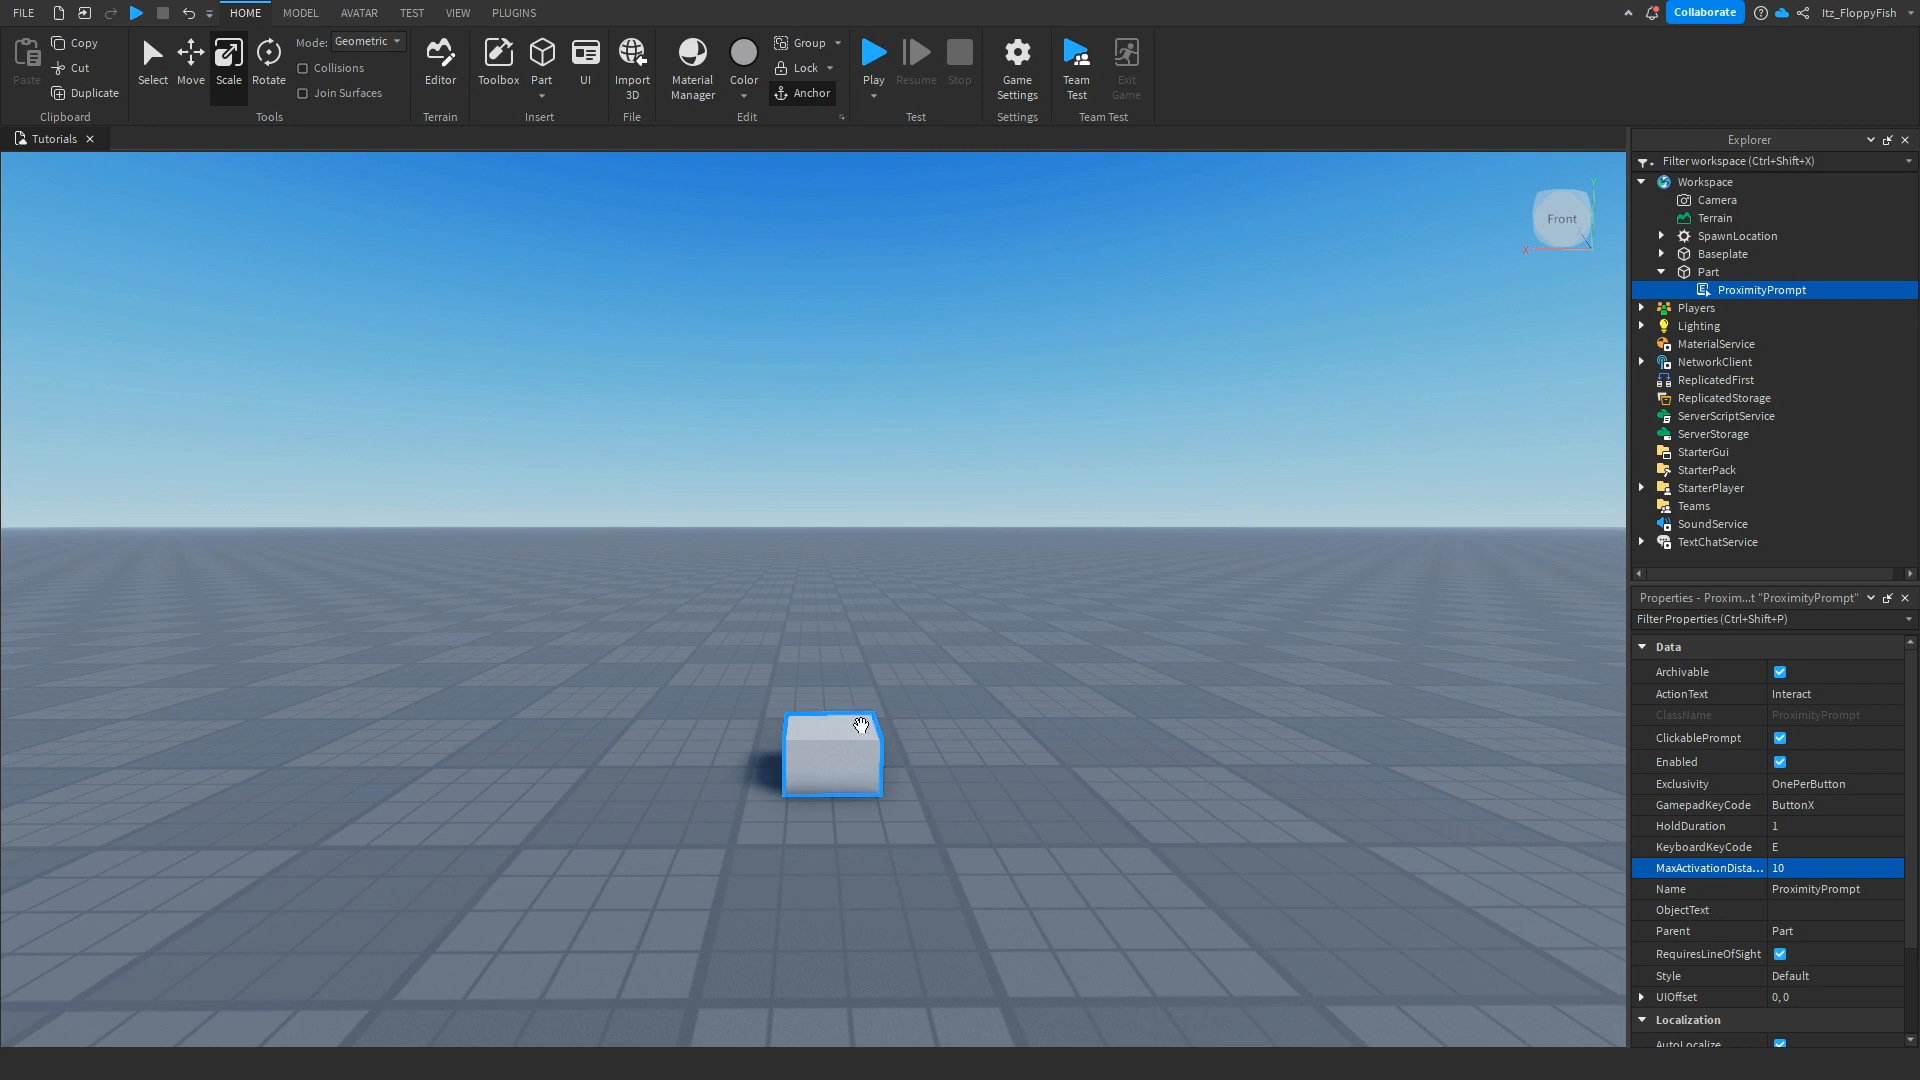 FILE HOME MODEL AVATAR TEST VIEW PLUGINS Collaborate Itz_FloppyFish
Paste
Copy
Cut
Duplicate
Clipboard
Select Move Scale Rotate
Mode: Geometric
Collisions
Join Surfaces
Tools
Editor
Terrain
Toolbox Part UI
Insert
Import
3D
File
Material
Manager
Color
Group
Lock
Anchor
Edit
Play Resume Stop
Test
Game
Settings
Settings
Team
Test
Exit
Game
Team Test
Tutorials
Front
X
Y
Explorer
Filter workspace (Ctrl+Shift+X)
Workspace
Camera
Terrain
SpawnLocation
Baseplate
Part
ProximityPrompt
Players
Lighting
MaterialService
NetworkClient
ReplicatedFirst
ReplicatedStorage
ServerScriptService
ServerStorage
StarterGui
StarterPack
StarterPlayer
Teams
SoundService
TextChatService
Properties - Proxim...t "ProximityPrompt"
Filter Properties (Ctrl+Shift+P)
Data
Archivable
ActionText Interact
ClassName ProximityPrompt
ClickablePrompt
Enabled
Exclusivity OnePerButton
GamepadKeyCode ButtonX
HoldDuration 1
KeyboardKeyCode E
MaxActivationDista... 10
Name ProximityPrompt
ObjectText
Parent Part
RequiresLineOfSight
Style Default
UIOffset 0, 0
Localization
AutoLocalize